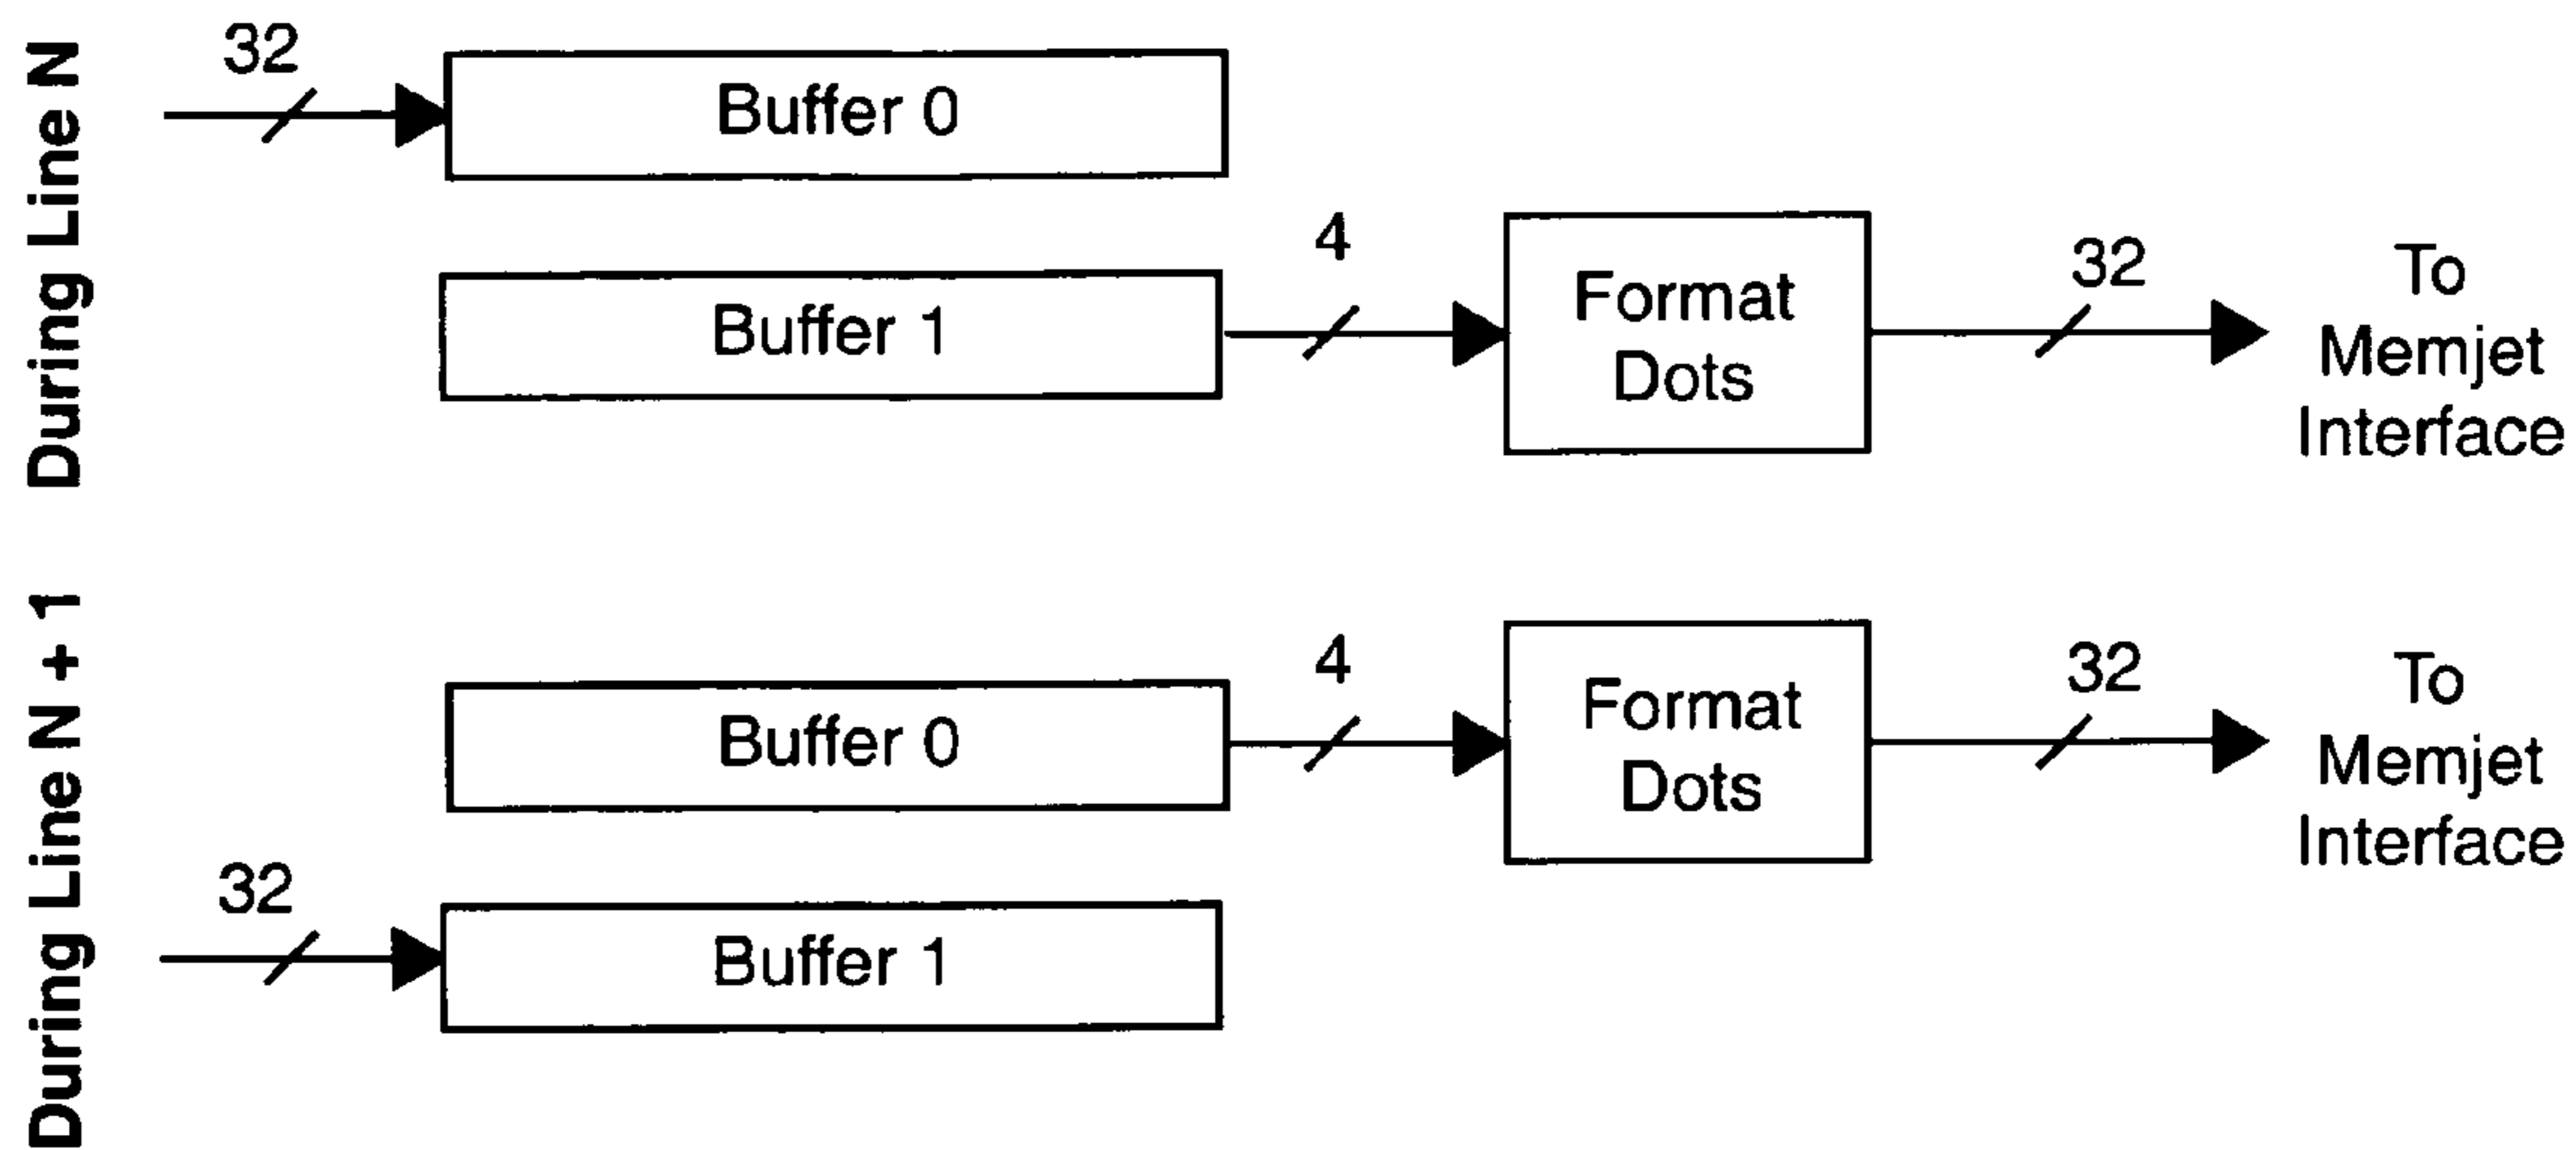 During Line N
32
Buffer 0
Buffer 1
4
Format
Dots
32
To
Memjet
Interface
During Line N + 1
Buffer 0
4
Format
Dots
32
To
Memjet
Interface
32
Buffer 1